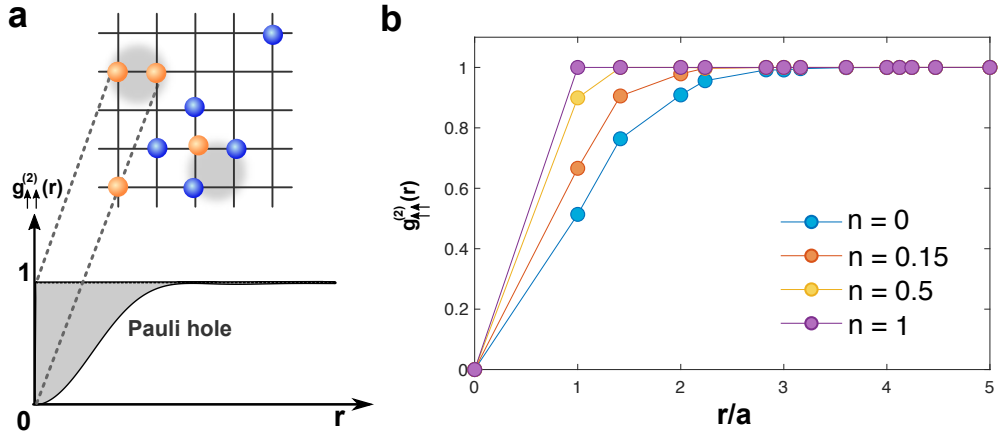 a
g(2)↑↑(r)
1
Pauli hole
0
r
b
g(2)↑↑(r)
1
0.8
0.6
0.4
0.2
0
n = 0
n = 0.15
n = 0.5
n = 1
0 1 2 3 4 5
r/a